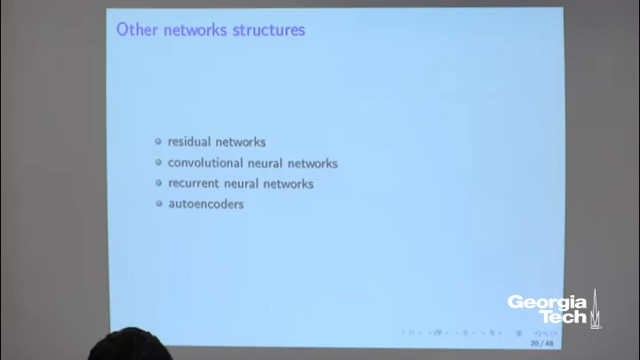 Other networks structures
residual networks
convolutional neural networks
recurrent neural networks
autoencoders
Georgia
Tech
20 / 48